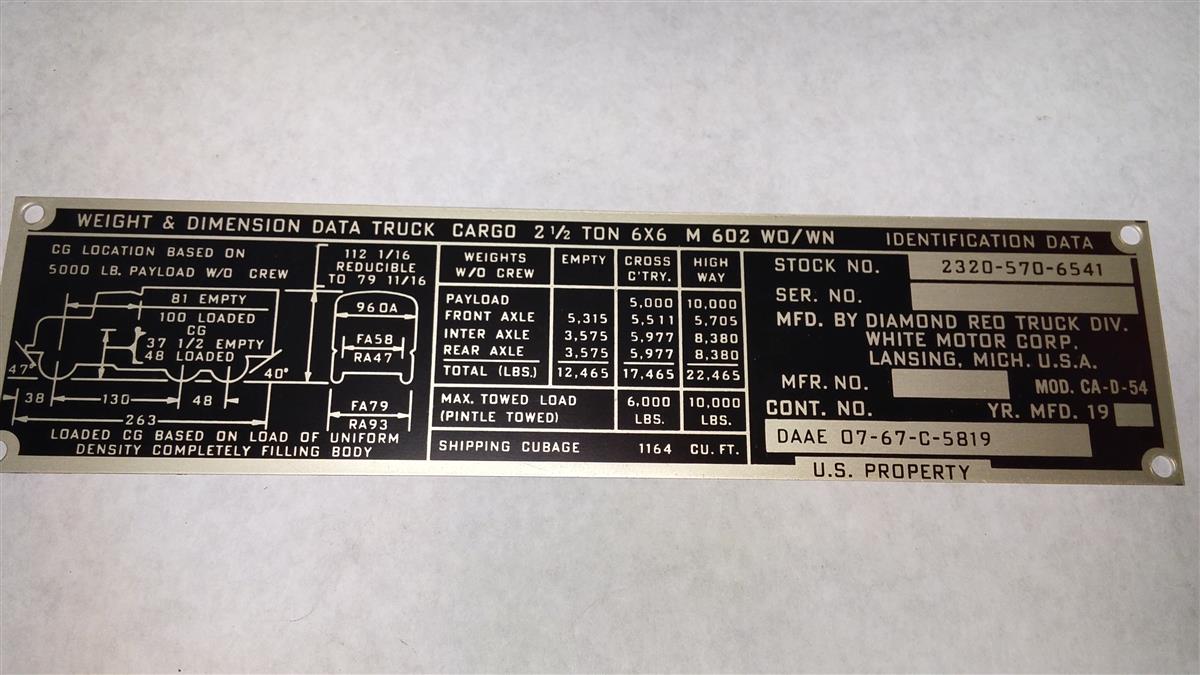 WEIGHT & DIMENSION DATA TRUCK CARGO 2 1/2 TON 6X6 M 602 WO/WN IDENTIFICATION DATA
CG LOCATION BASED ON
5000 LB. PAYLOAD W/O CREW
81 EMPTY
100 LOADED
CG
37 1/2 EMPTY
48 LOADED
47°
40°
38 130 48
263
LOADED CG BASED ON LOAD OF UNIFORM
DENSITY COMPLETELY FILLING BODY
112 1/16
REDUCIBLE
TO 79 11/16
96 OA
FA58
RA47
FA79
RA93
WEIGHTS W/O CREW EMPTY CROSS C'TRY. HIGH WAY
PAYLOAD 5,000 10,000
FRONT AXLE 5,315 5,511 5,705
INTER AXLE 3,575 5,977 8,380
REAR AXLE 3,575 5,977 8,380
TOTAL (LBS.) 12,465 17,465 22,465
MAX. TOWED LOAD 6,000 10,000
(PINTLE TOWED) LBS. LBS.
SHIPPING CUBAGE 1164 CU. FT.
STOCK NO. 2320-570-6541
SER. NO.
MFD. BY DIAMOND REO TRUCK DIV.
WHITE MOTOR CORP.
LANSING, MICH. U.S.A.
MFR. NO. MOD. CA-D-54
CONT. NO. YR. MFD. 19
DAAE 07-67-C-5819
U.S. PROPERTY